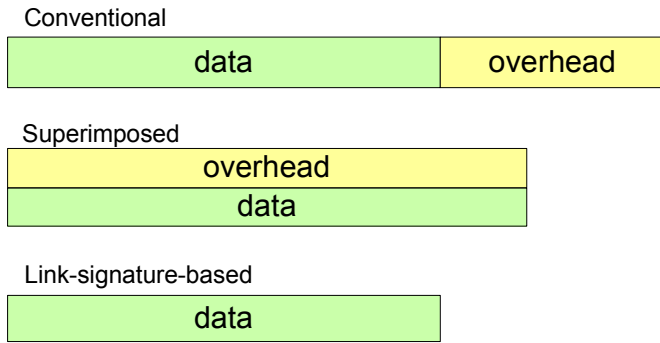 Conventional
data overhead
Superimposed
overhead
data
Link-signature-based
data